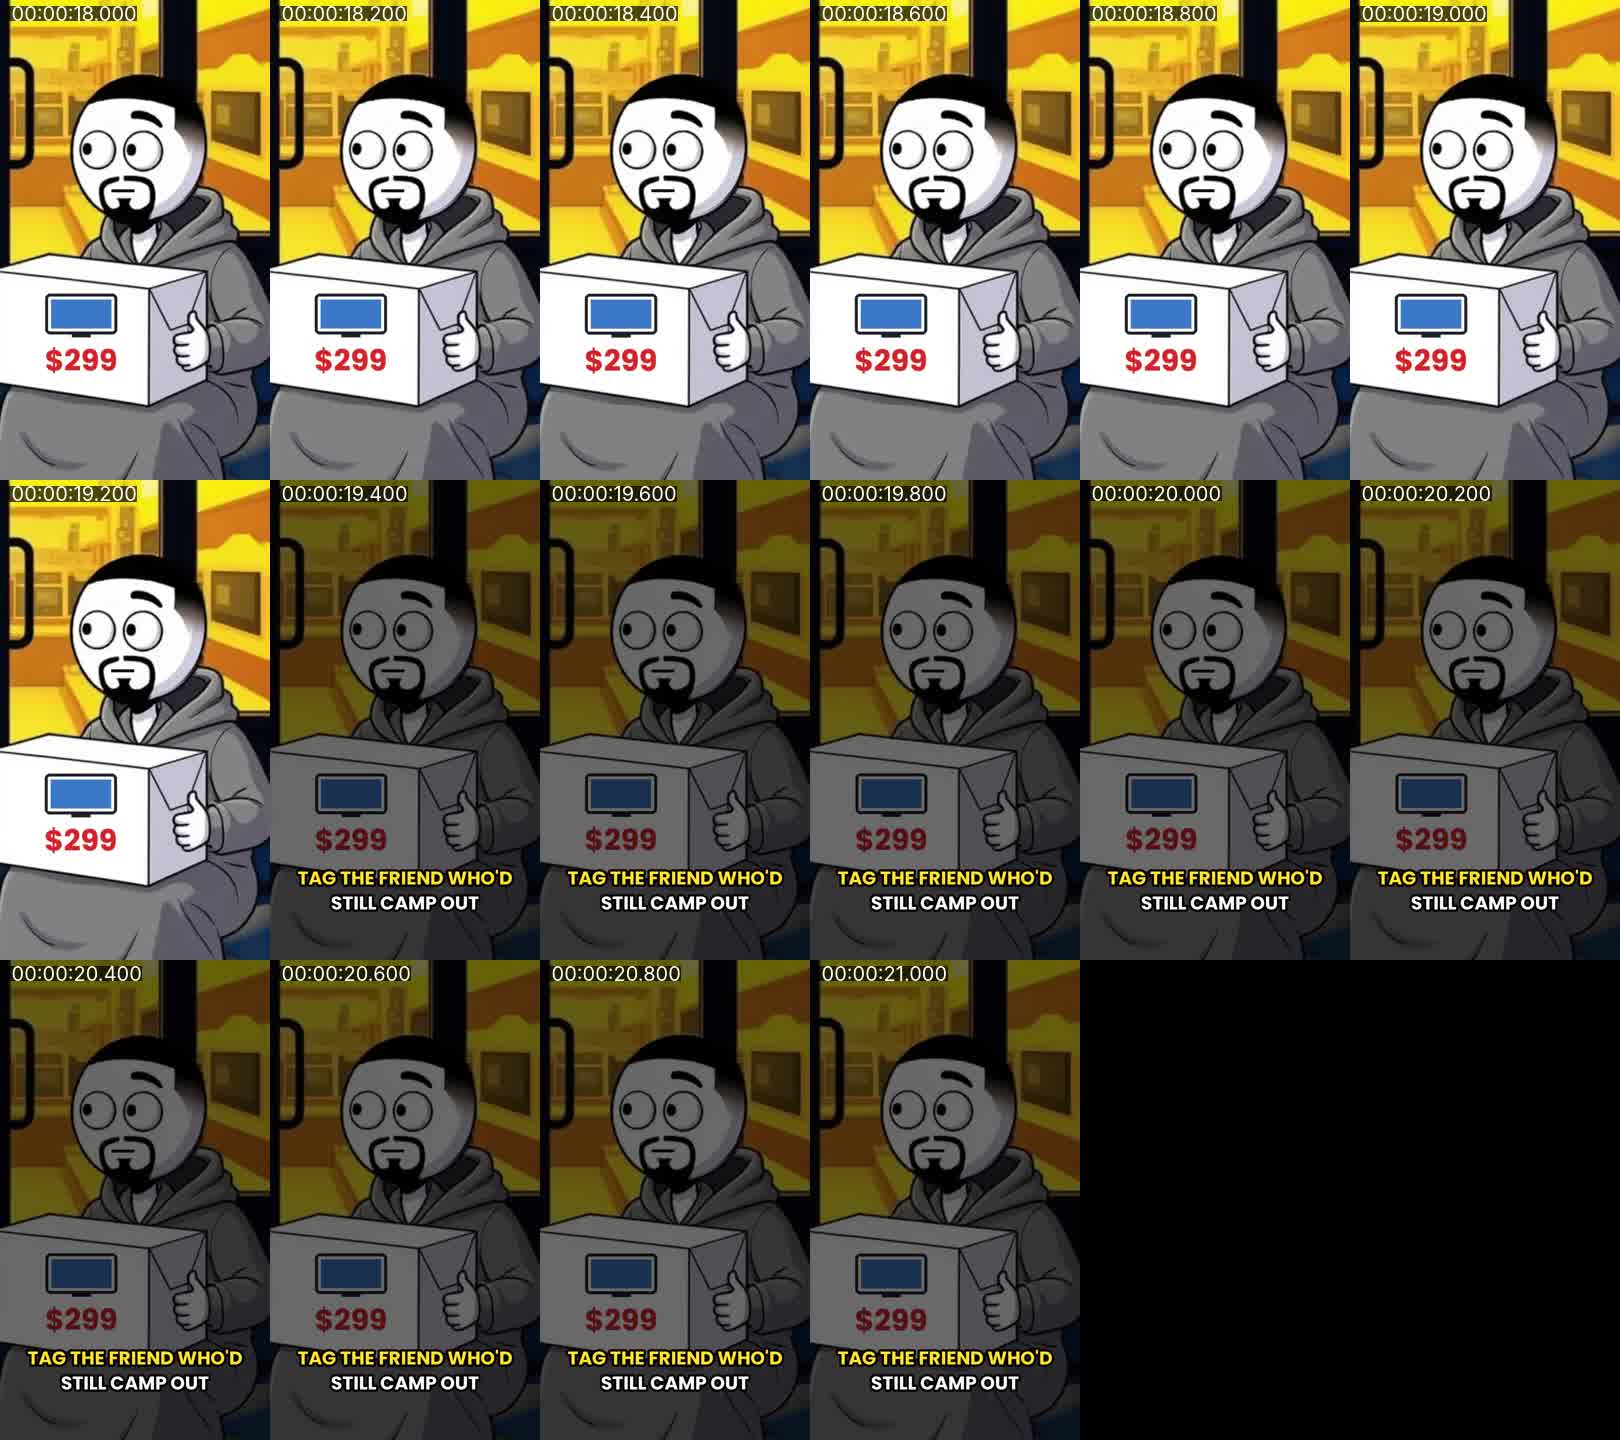 00:00:18.000
00:00:18.200
00:00:18.400
00:00:18.600
00:00:18.800
00:00:19.000
$299
$299
$299
$299
$299
$299
00:00:19.200
00:00:19.400
00:00:19.600
00:00:19.800
00:00:20.000
00:00:20.200
$299
$299
$299
$299
$299
$299
TAG THE FRIEND WHO'D
STILL CAMP OUT
TAG THE FRIEND WHO'D
STILL CAMP OUT
TAG THE FRIEND WHO'D
STILL CAMP OUT
TAG THE FRIEND WHO'D
STILL CAMP OUT
TAG THE FRIEND WHO'D
STILL CAMP OUT
00:00:20.400
00:00:20.600
00:00:20.800
00:00:21.000
$299
$299
$299
$299
TAG THE FRIEND WHO'D
STILL CAMP OUT
TAG THE FRIEND WHO'D
STILL CAMP OUT
TAG THE FRIEND WHO'D
STILL CAMP OUT
TAG THE FRIEND WHO'D
STILL CAMP OUT